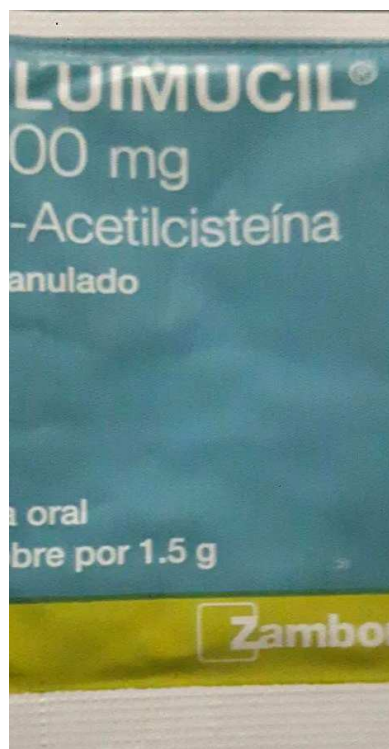 LUIMUCIL®
00 mg
-Acetilcisteína
anulado
a oral
bre por 1.5 g
Zambo